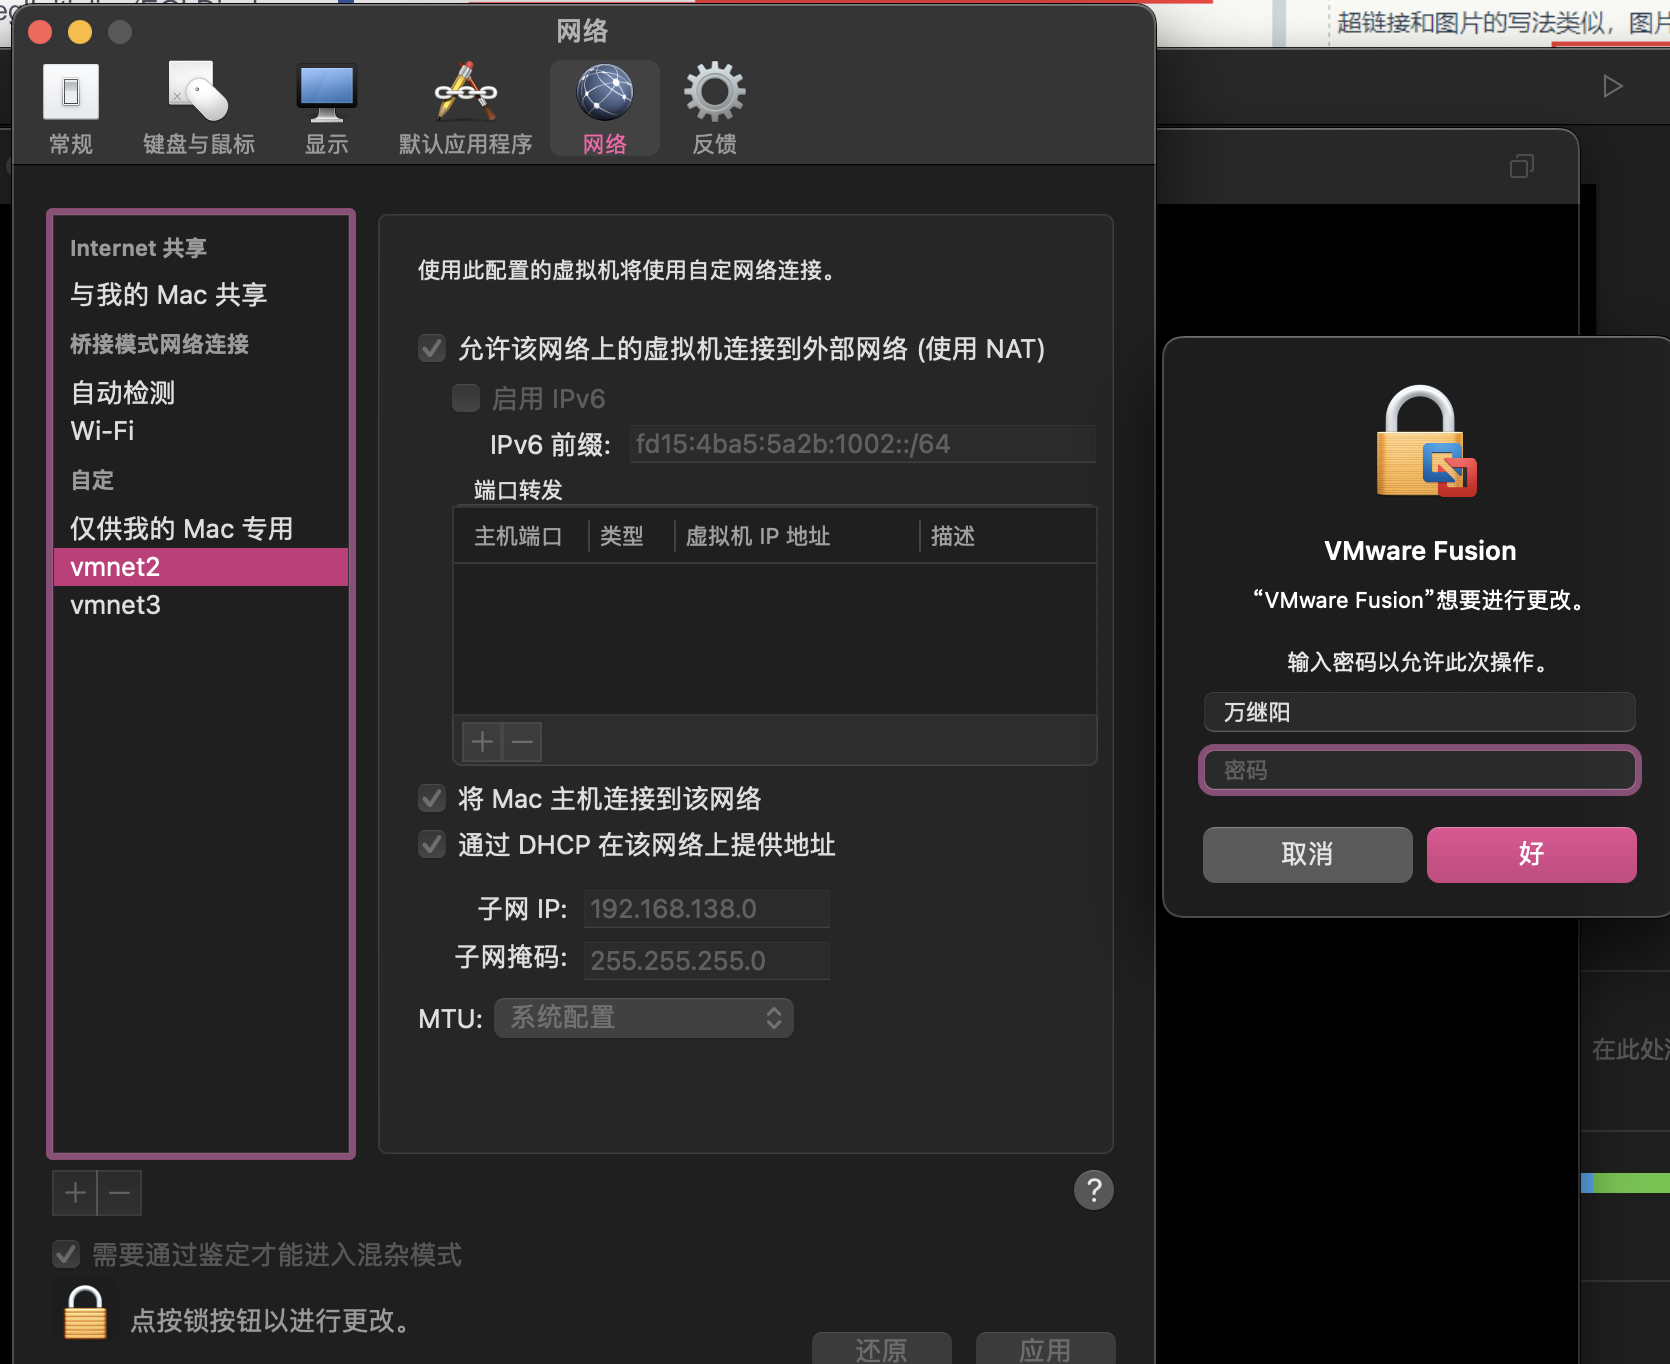 超链接和图片的写法类似，图片
网络
常规
键盘与鼠标
显示
默认应用程序
网络
反馈
Internet 共享
与我的 Mac 共享
桥接模式网络连接
自动检测
Wi-Fi
自定
仅供我的 Mac 专用
vmnet2
vmnet3
使用此配置的虚拟机将使用自定网络连接。
允许该网络上的虚拟机连接到外部网络 (使用 NAT)
启用 IPv6
IPv6 前缀: fd15:4ba5:5a2b:1002::/64
端口转发
主机端口 类型 虚拟机 IP 地址 描述
将 Mac 主机连接到该网络
通过 DHCP 在该网络上提供地址
子网 IP: 192.168.138.0
子网掩码: 255.255.255.0
MTU: 系统配置
?
需要通过鉴定才能进入混杂模式
点按锁按钮以进行更改。
还原
应用
VMware Fusion
“VMware Fusion”想要进行更改。
输入密码以允许此次操作。
万继阳
密码
取消
好
在此处